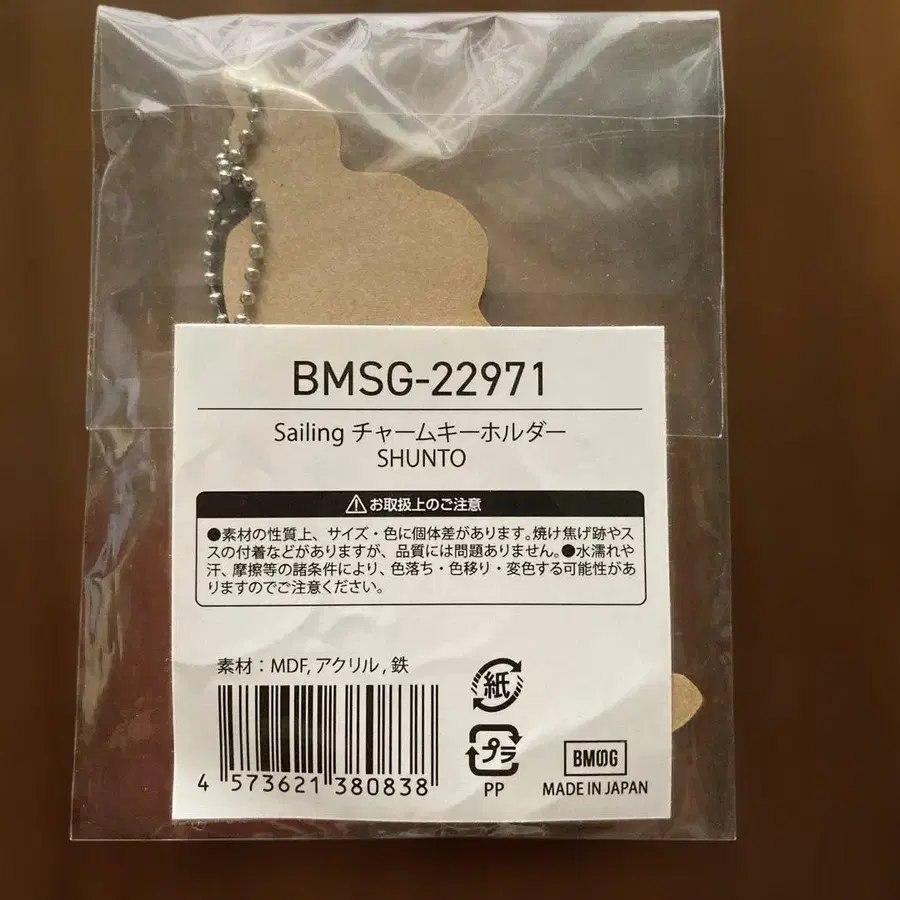 BMSG-22971
Sailing チャームキーホルダー
SHUNTO
お取扱上のご注意
●素材の性質上、サイズ・色に個体差があります。焼け焦げ跡やス
スの付着などがありますが、品質には問題ありません。●水濡れや
汗、摩擦等の諸条件により、色落ち・色移り・変色する可能性があ
りますのでご注意ください。
素材：MDF, アクリル , 鉄
紙
4 573621 380838
プラ
PP
BMSG
MADE IN JAPAN